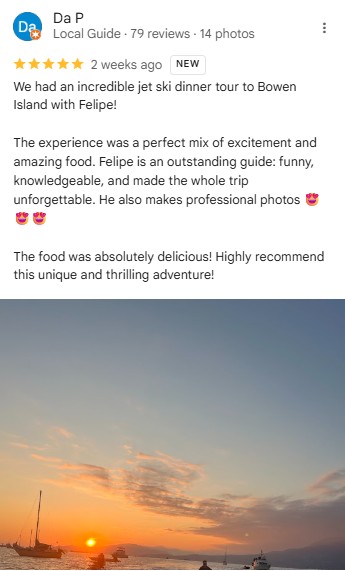 Da
Da P
Local Guide · 79 reviews · 14 photos
2 weeks ago NEW
We had an incredible jet ski dinner tour to Bowen
Island with Felipe!
The experience was a perfect mix of excitement and
amazing food. Felipe is an outstanding guide: funny,
knowledgeable, and made the whole trip
unforgettable. He also makes professional photos 😍
😍😍
The food was absolutely delicious! Highly recommend
this unique and thrilling adventure!